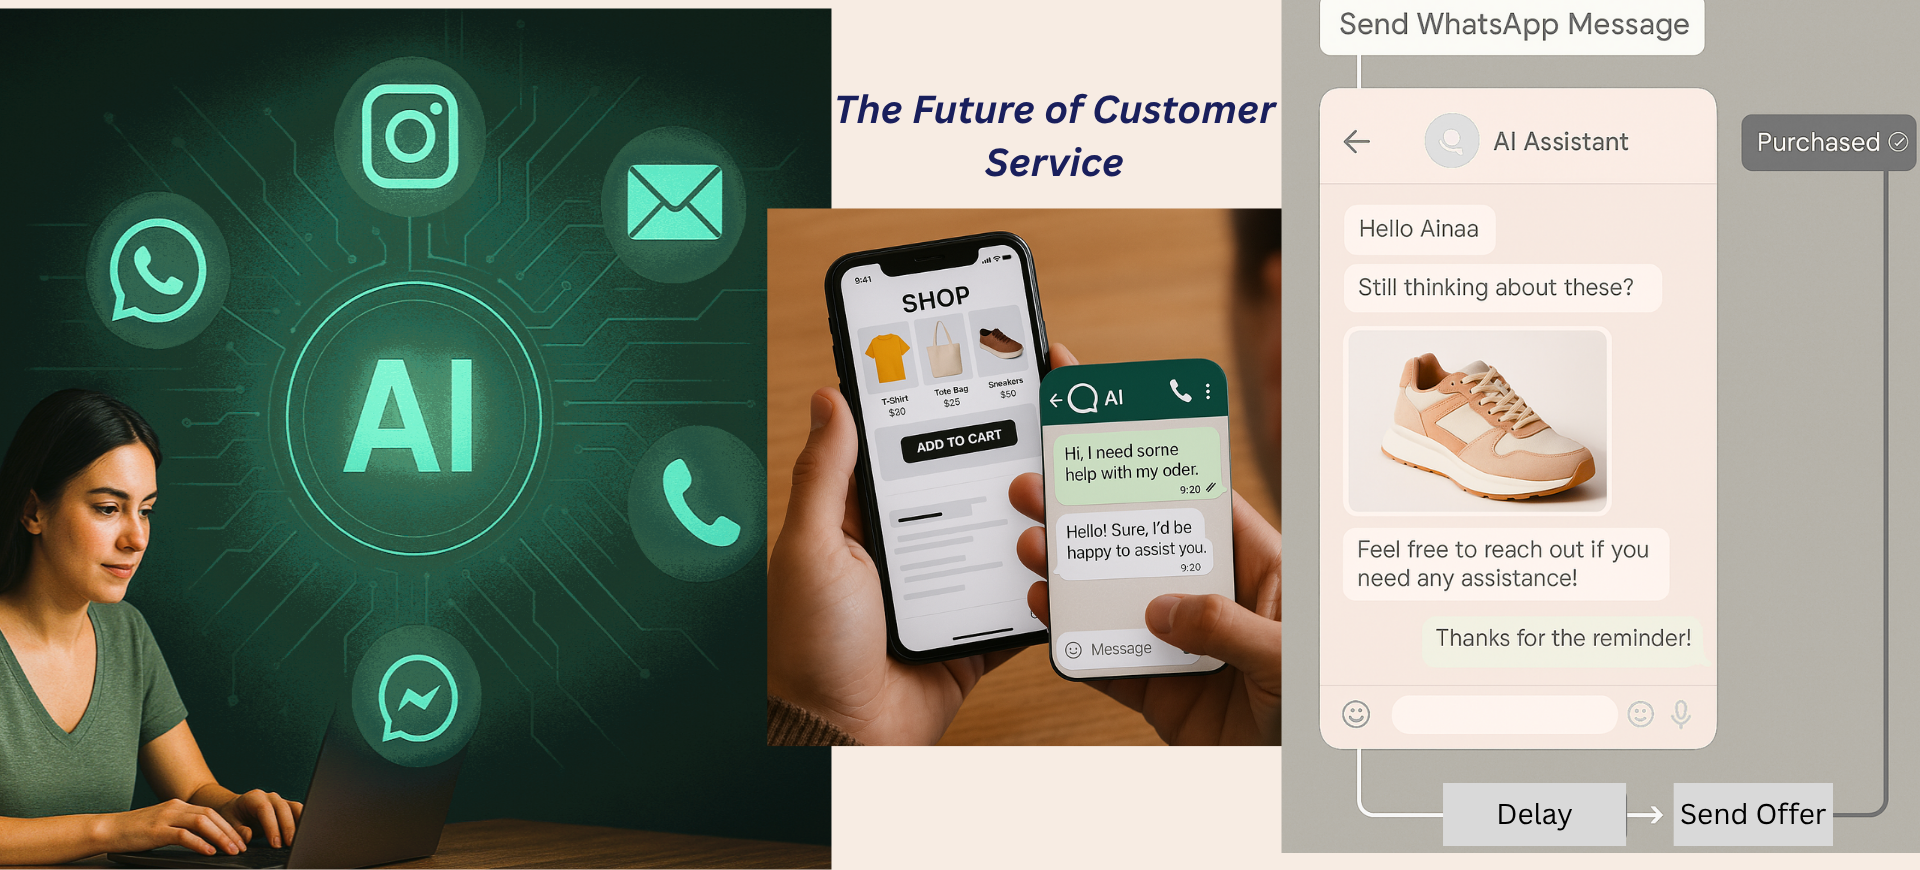 AI
The Future of Customer
Service
9:41
SHOP
T-Shirt
$20
Tote Bag
$25
Sneakers
$50
ADD TO CART
AI
Hi, I need sorne
help with my oder.
9:20
Hello! Sure, I'd be
happy to assist you.
9:20
Message
Send WhatsApp Message
AI Assistant
Hello Ainaa
Still thinking about these?
Feel free to reach out if you
need any assistance!
Thanks for the reminder!
Purchased
Delay
Send Offer